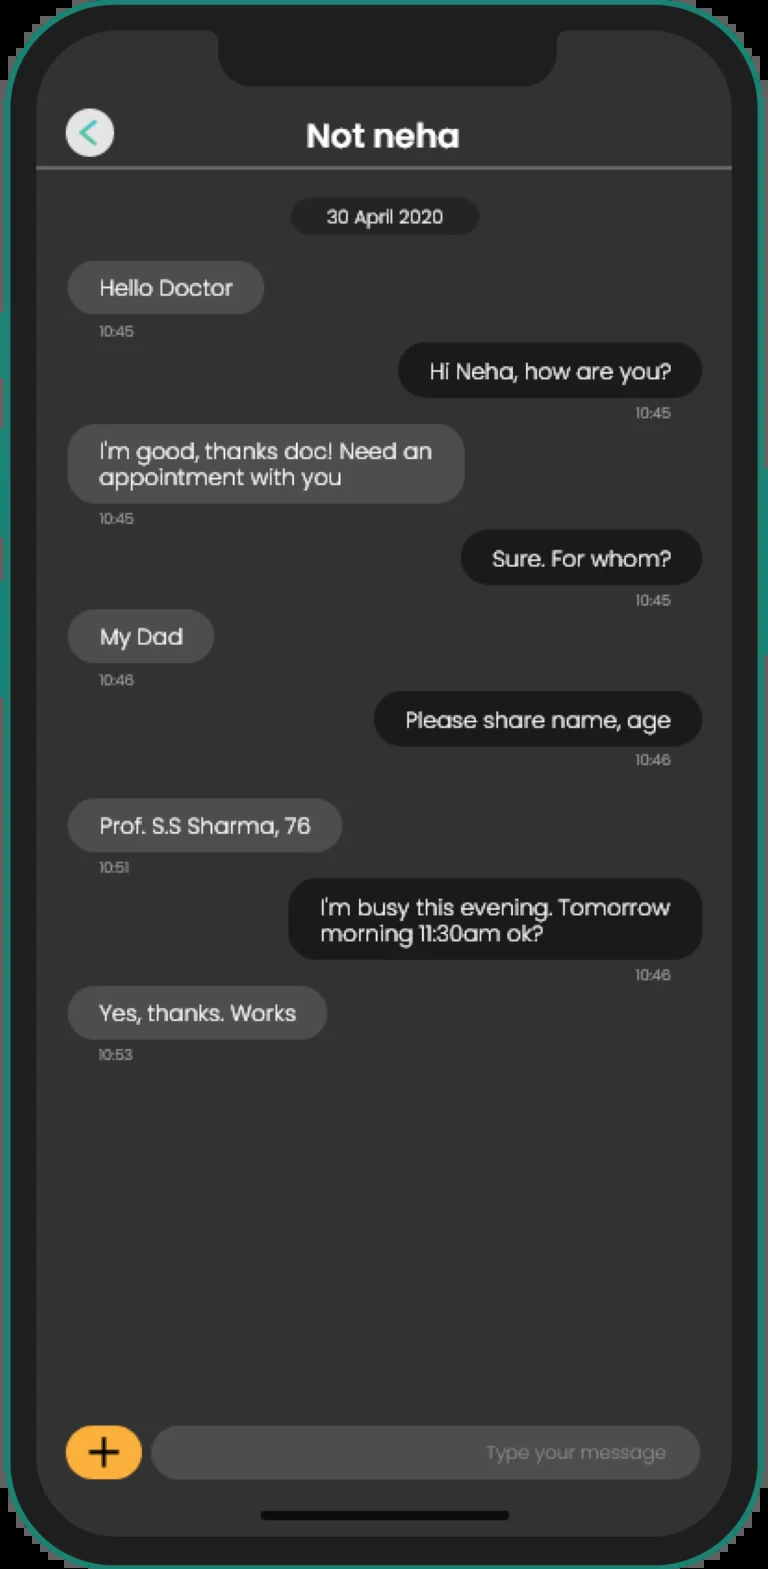 Not neha
30 April 2020
Hello Doctor
10:45
Hi Neha, how are you?
10:45
I'm good, thanks doc! Need an
appointment with you
10:45
Sure. For whom?
10:45
My Dad
10:46
Please share name, age
10:46
Prof. S.S Sharma, 76
10:51
I'm busy this evening. Tomorrow
morning 11:30am ok?
10:46
Yes, thanks. Works
10:53
Type your message